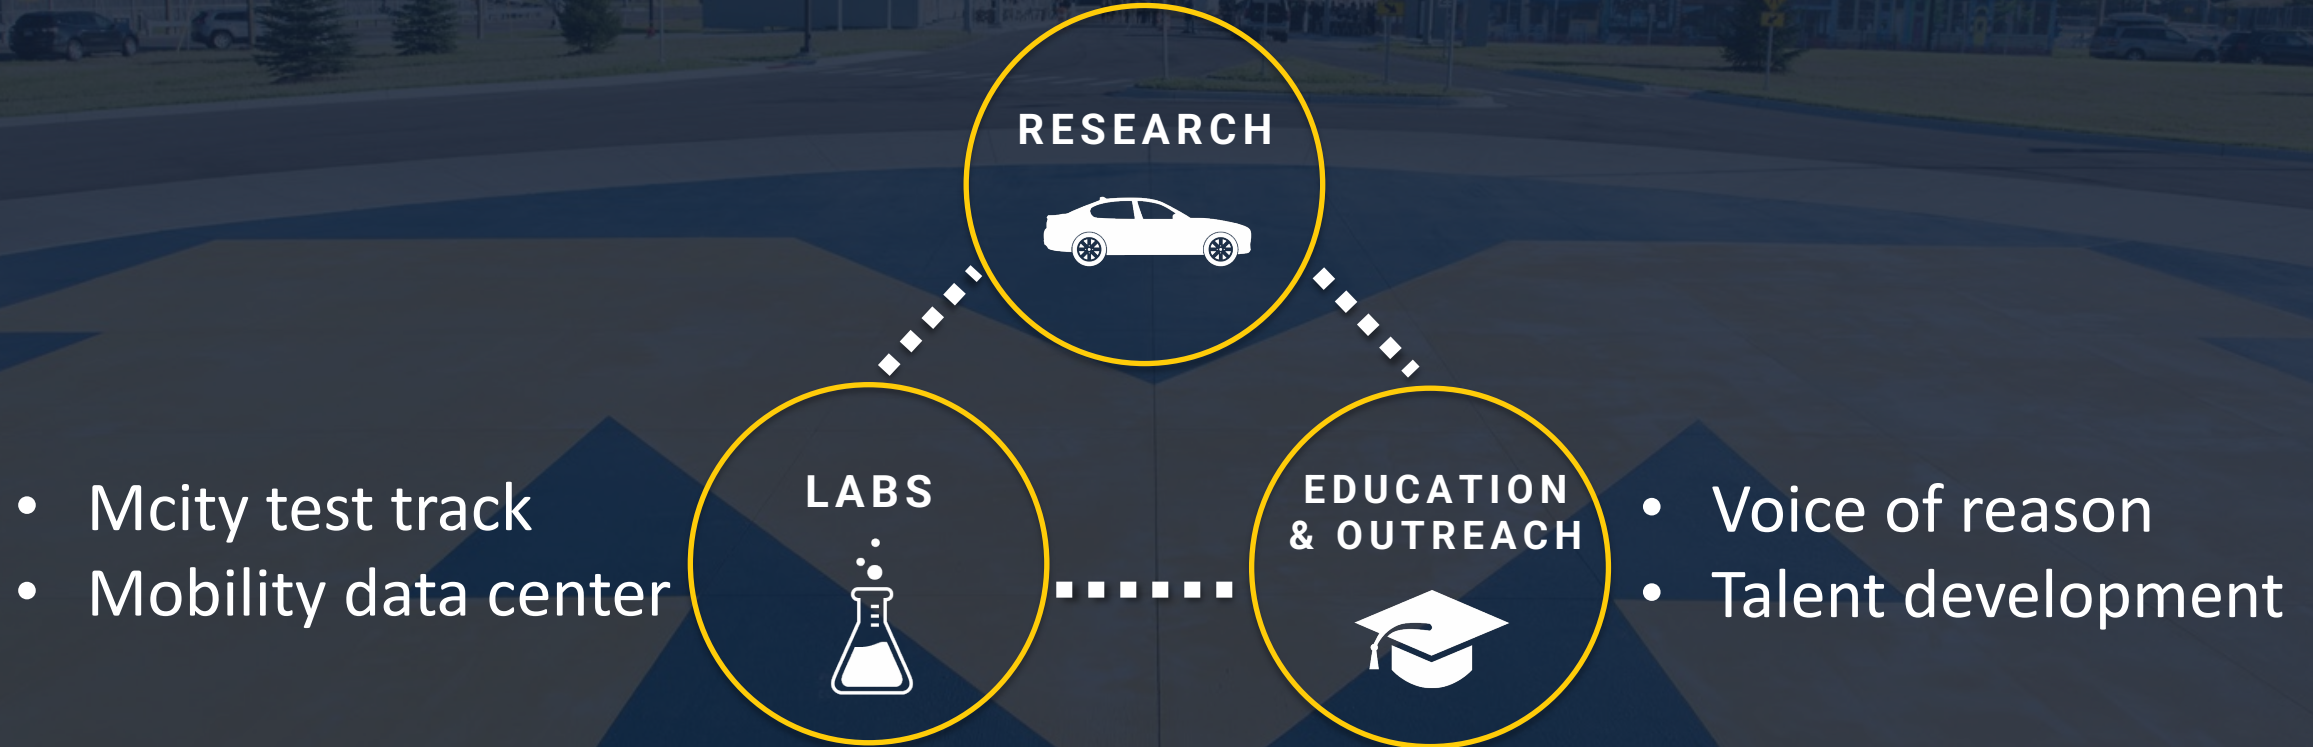 RESEARCH
LABS
• Mcity test track
• Mobility data center
EDUCATION
& OUTREACH
• Voice of reason
• Talent development